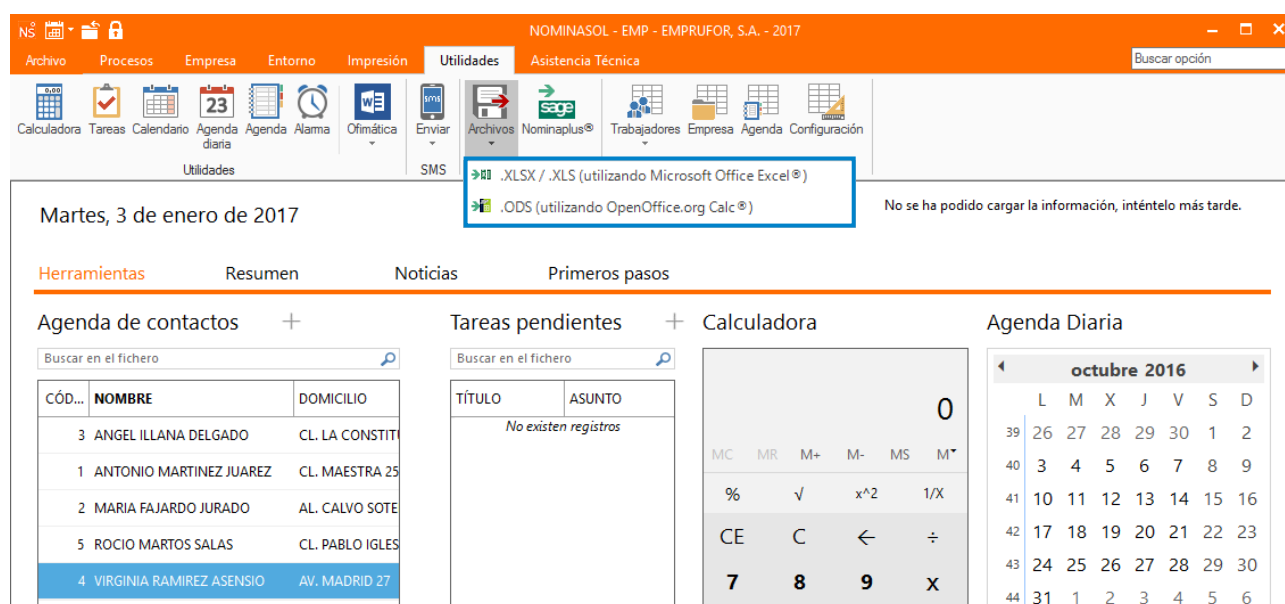 NS
NOMINASOL - EMP - EMPRUFOR, S.A. - 2017
Archivo Procesos Empresa Entorno Impresión Utilidades Asistencia Técnica Buscar opción
0,00 23 sms sage
Calculadora Tareas Calendario Agenda diaria Agenda Alarma Ofimática Enviar Archivos Nominaplus® Trabajadores Empresa Agenda Configuración
Utilidades SMS
.XLSX / .XLS (utilizando Microsoft Office Excel®)
.ODS (utilizando OpenOffice.org Calc®)
Martes, 3 de enero de 2017
No se ha podido cargar la información, inténtelo más tarde.
Herramientas Resumen Noticias Primeros pasos
Agenda de contactos +
Buscar en el fichero
CÓD... NOMBRE DOMICILIO
3 ANGEL ILLANA DELGADO CL. LA CONSTITU
1 ANTONIO MARTINEZ JUAREZ CL. MAESTRA 25
2 MARIA FAJARDO JURADO AL. CALVO SOTE
5 ROCIO MARTOS SALAS CL. PABLO IGLES
4 VIRGINIA RAMIREZ ASENSIO AV. MADRID 27
Tareas pendientes +
Buscar en el fichero
TÍTULO ASUNTO
No existen registros
Calculadora
0
MC MR M+ M- MS M
% √ x^2 1/X
CE C ← ÷
7 8 9 x
Agenda Diaria
octubre 2016
L M X J V S D
39 26 27 28 29 30 1 2
40 3 4 5 6 7 8 9
41 10 11 12 13 14 15 16
42 17 18 19 20 21 22 23
43 24 25 26 27 28 29 30
44 31 1 2 3 4 5 6